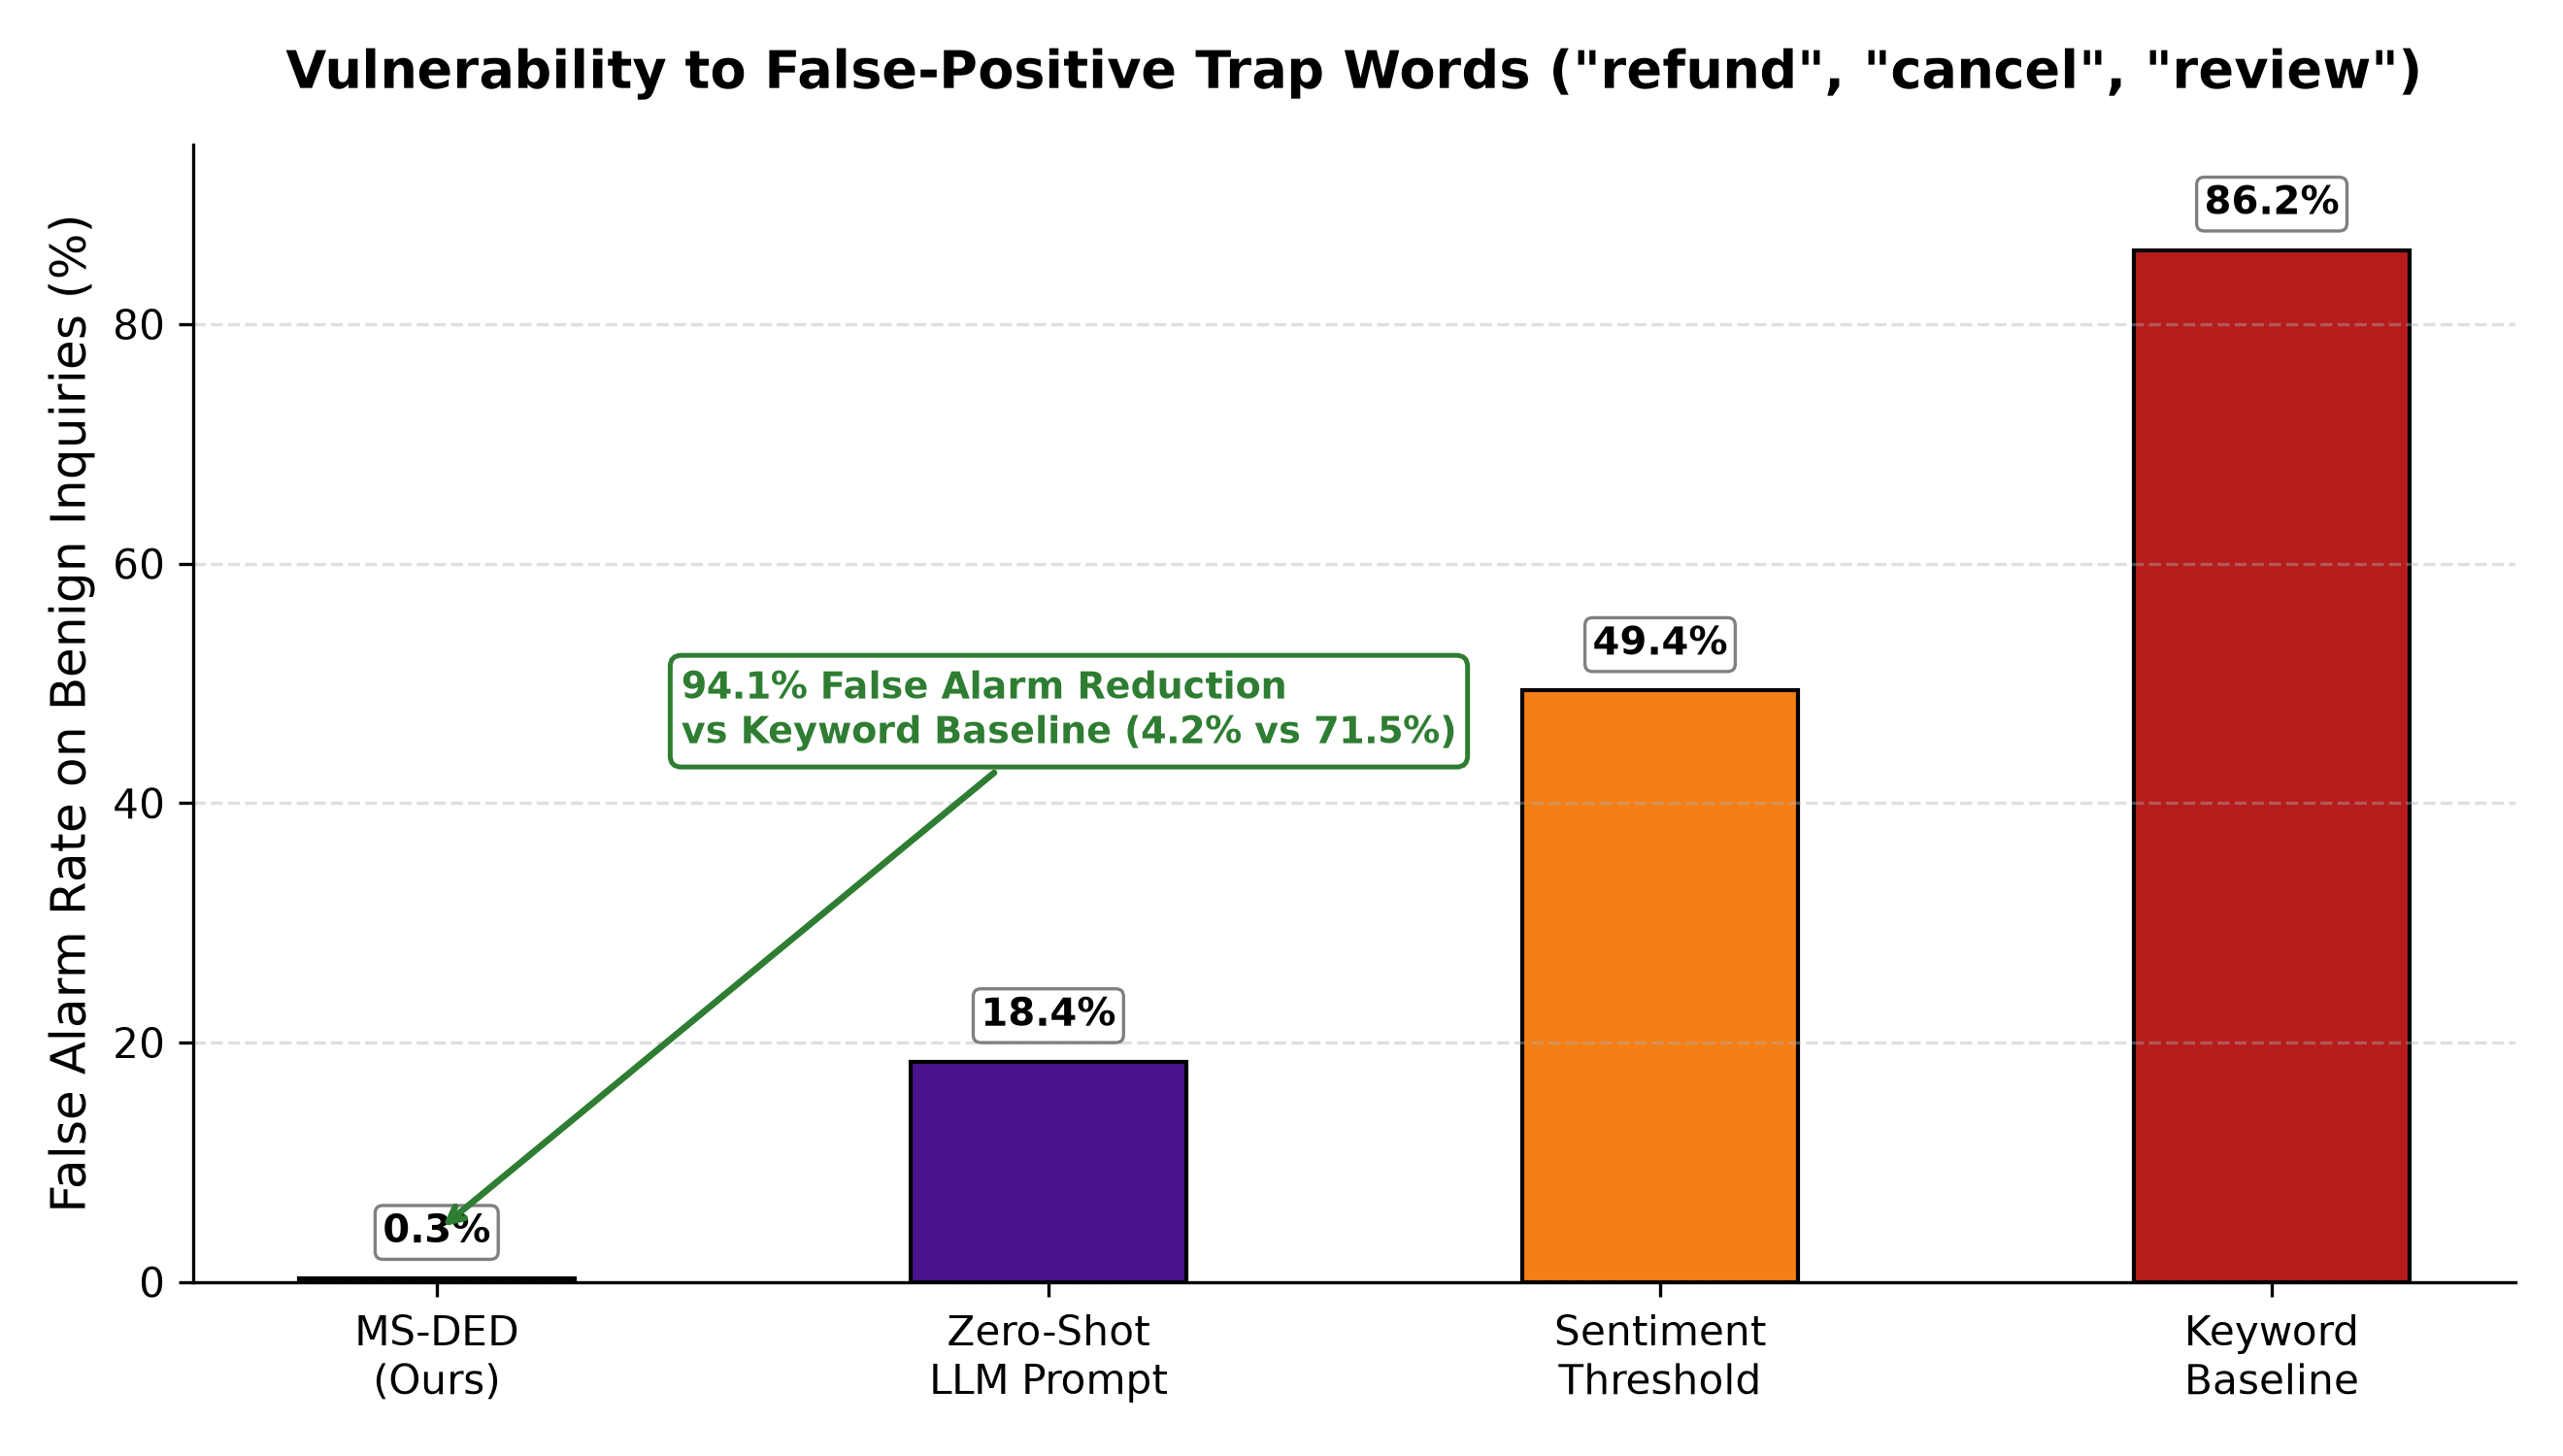 Vulnerability to False-Positive Trap Words ("refund", "cancel", "review")
False Alarm Rate on Benign Inquiries (%)
80
60
40
20
0
86.2%
49.4%
94.1% False Alarm Reduction
vs Keyword Baseline (4.2% vs 71.5%)
18.4%
0.3%
MS-DED
(Ours)
Zero-Shot
LLM Prompt
Sentiment
Threshold
Keyword
Baseline